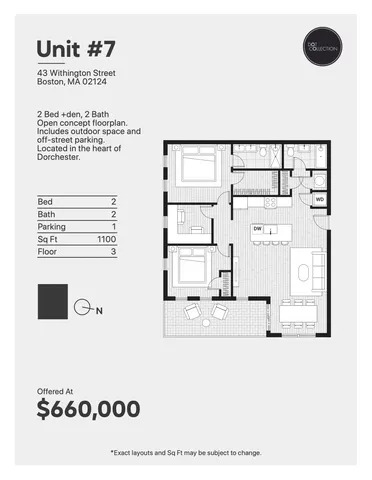 Unit #7
DOT
COLLECTION
43 Withington Street
Boston, MA 02124
2 Bed +den, 2 Bath
Open concept floorplan.
Includes outdoor space and
off-street parking.
Located in the heart of
Dorchester.
Bed 2
Bath 2
Parking 1
Sq Ft 1100
Floor 3
WD
DW
N
Offered At
$660,000
*Exact layouts and Sq Ft may be subject to change.